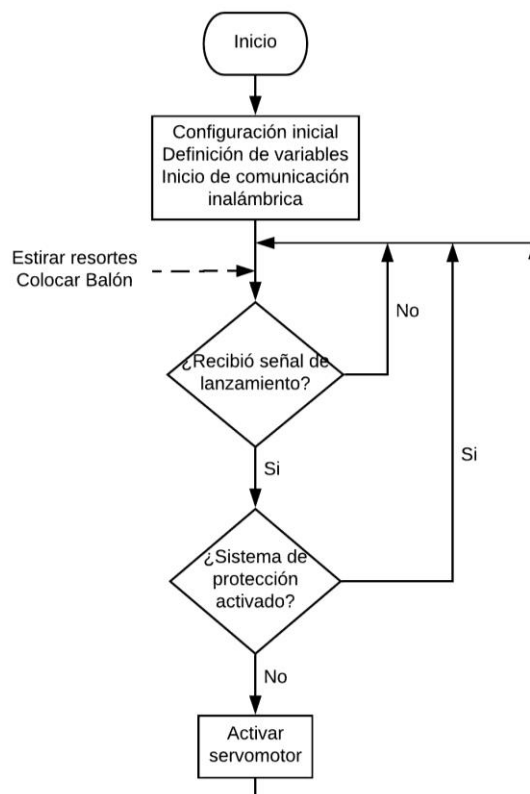 Inicio
Configuración inicial
Definición de variables
Inicio de comunicación
inalámbrica
Estirar resortes
Colocar Balón
No
¿Recibió señal de
lanzamiento?
Si
Si
¿Sistema de
protección
activado?
No
Activar
servomotor